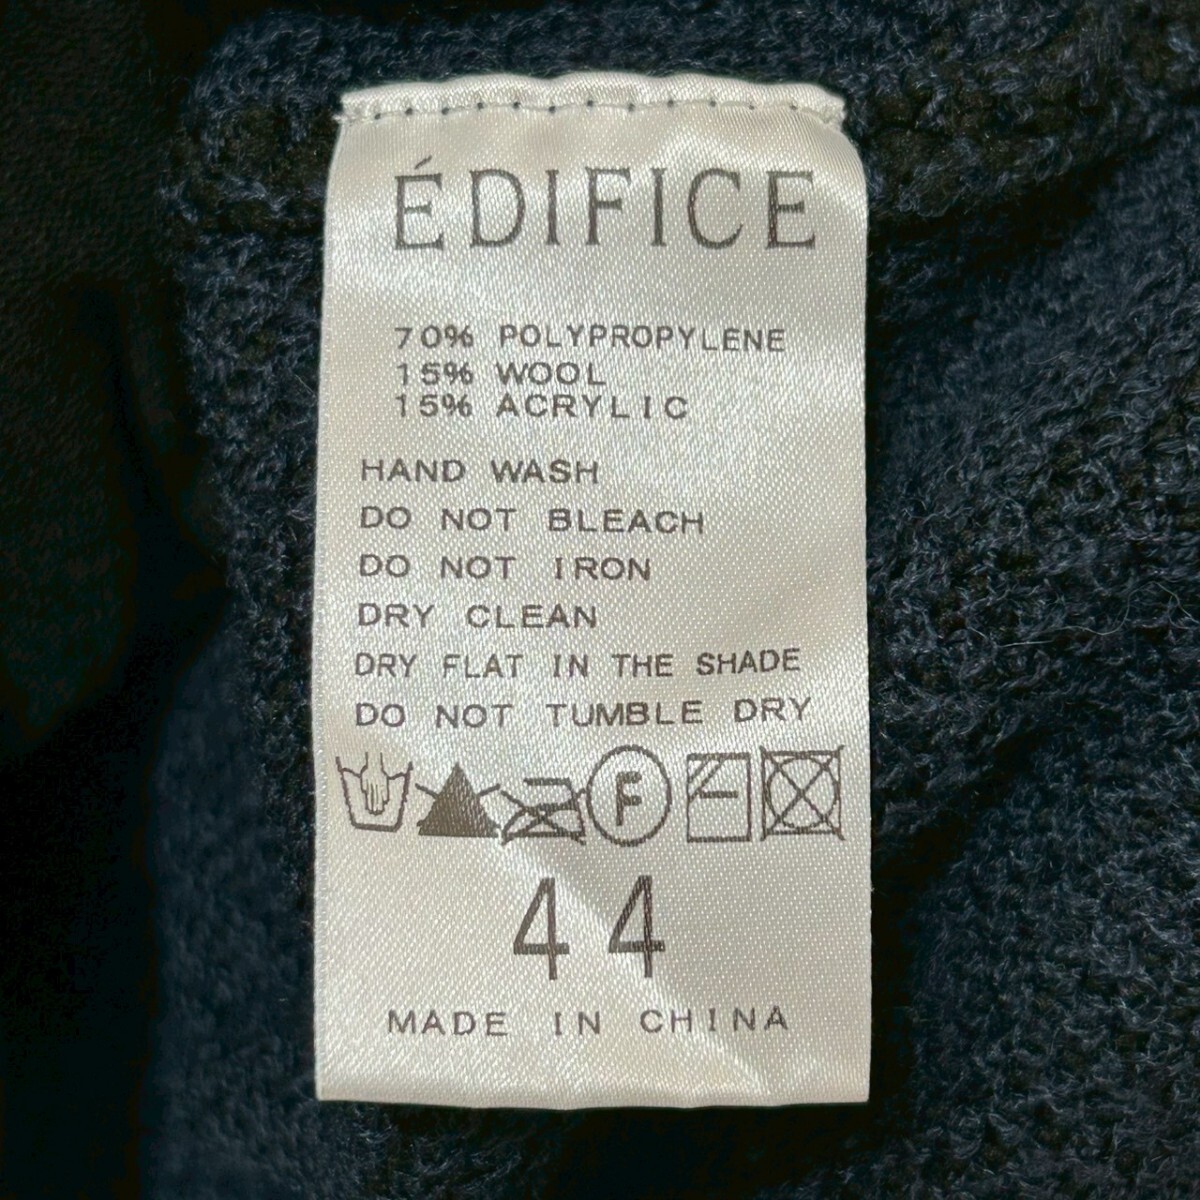 ÉDIFICE
70% POLYPROPYLENE
15% WOOL
15% ACRYLIC
HAND WASH
DO NOT BLEACH
DO NOT IRON
DRY CLEAN
DRY FLAT IN THE SHADE
DO NOT TUMBLE DRY
F
44
MADE IN CHINA